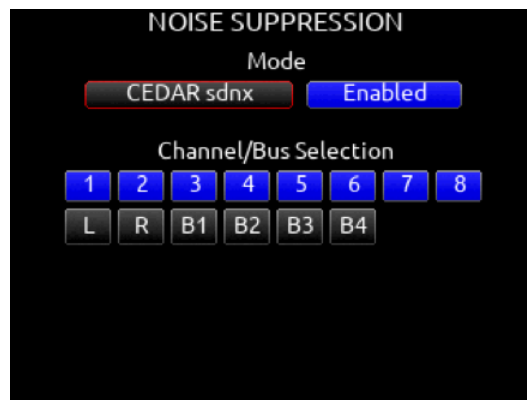 NOISE SUPPRESSION
Mode
CEDAR sdnx Enabled
Channel/Bus Selection
1 2 3 4 5 6 7 8
L R B1 B2 B3 B4